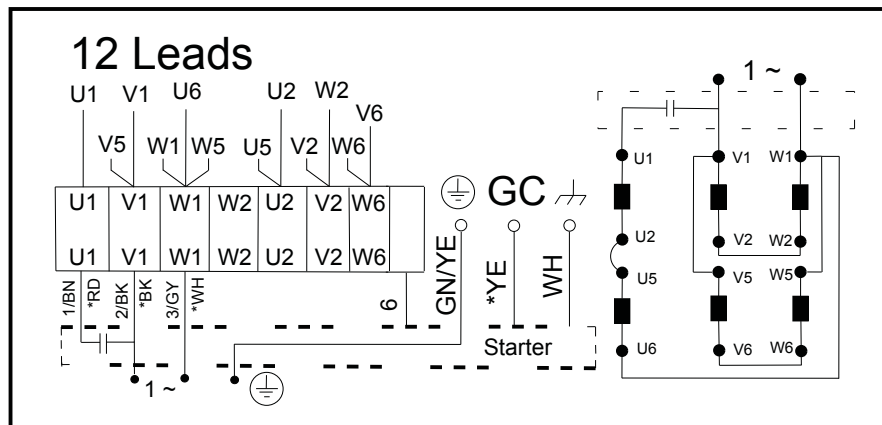 12 Leads
U1 V1 U6 U2 W2 V6
V5 W1 W5 U5 V2 W6
U1 V1 W1 W2 U2 V2 W6
U1 V1 W1 W2 U2 V2 W6
1/BN *RD 2/BK *BK 3/GY *WH 6 GN/YE *YE WH
GC
Starter
1 ~
1 ~
U1 V1 W1
U2 V2 W2
U5 V5 W5
U6 V6 W6